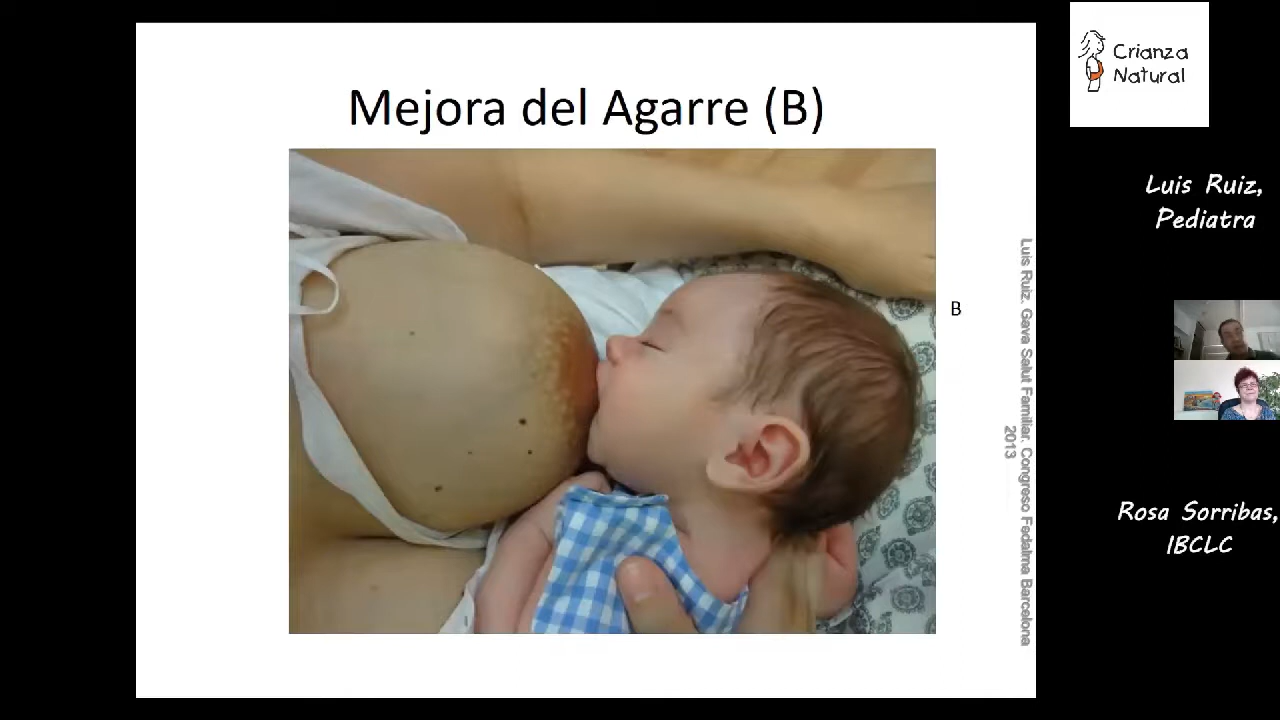 Mejora del Agarre (B)
B
Luis Ruiz. Gava Salut Familiar. Congreso Fedalma Barcelona
2013
Crianza
Natural
Luis Ruiz,
Pediatra
Rosa Sorribas,
IBCLC